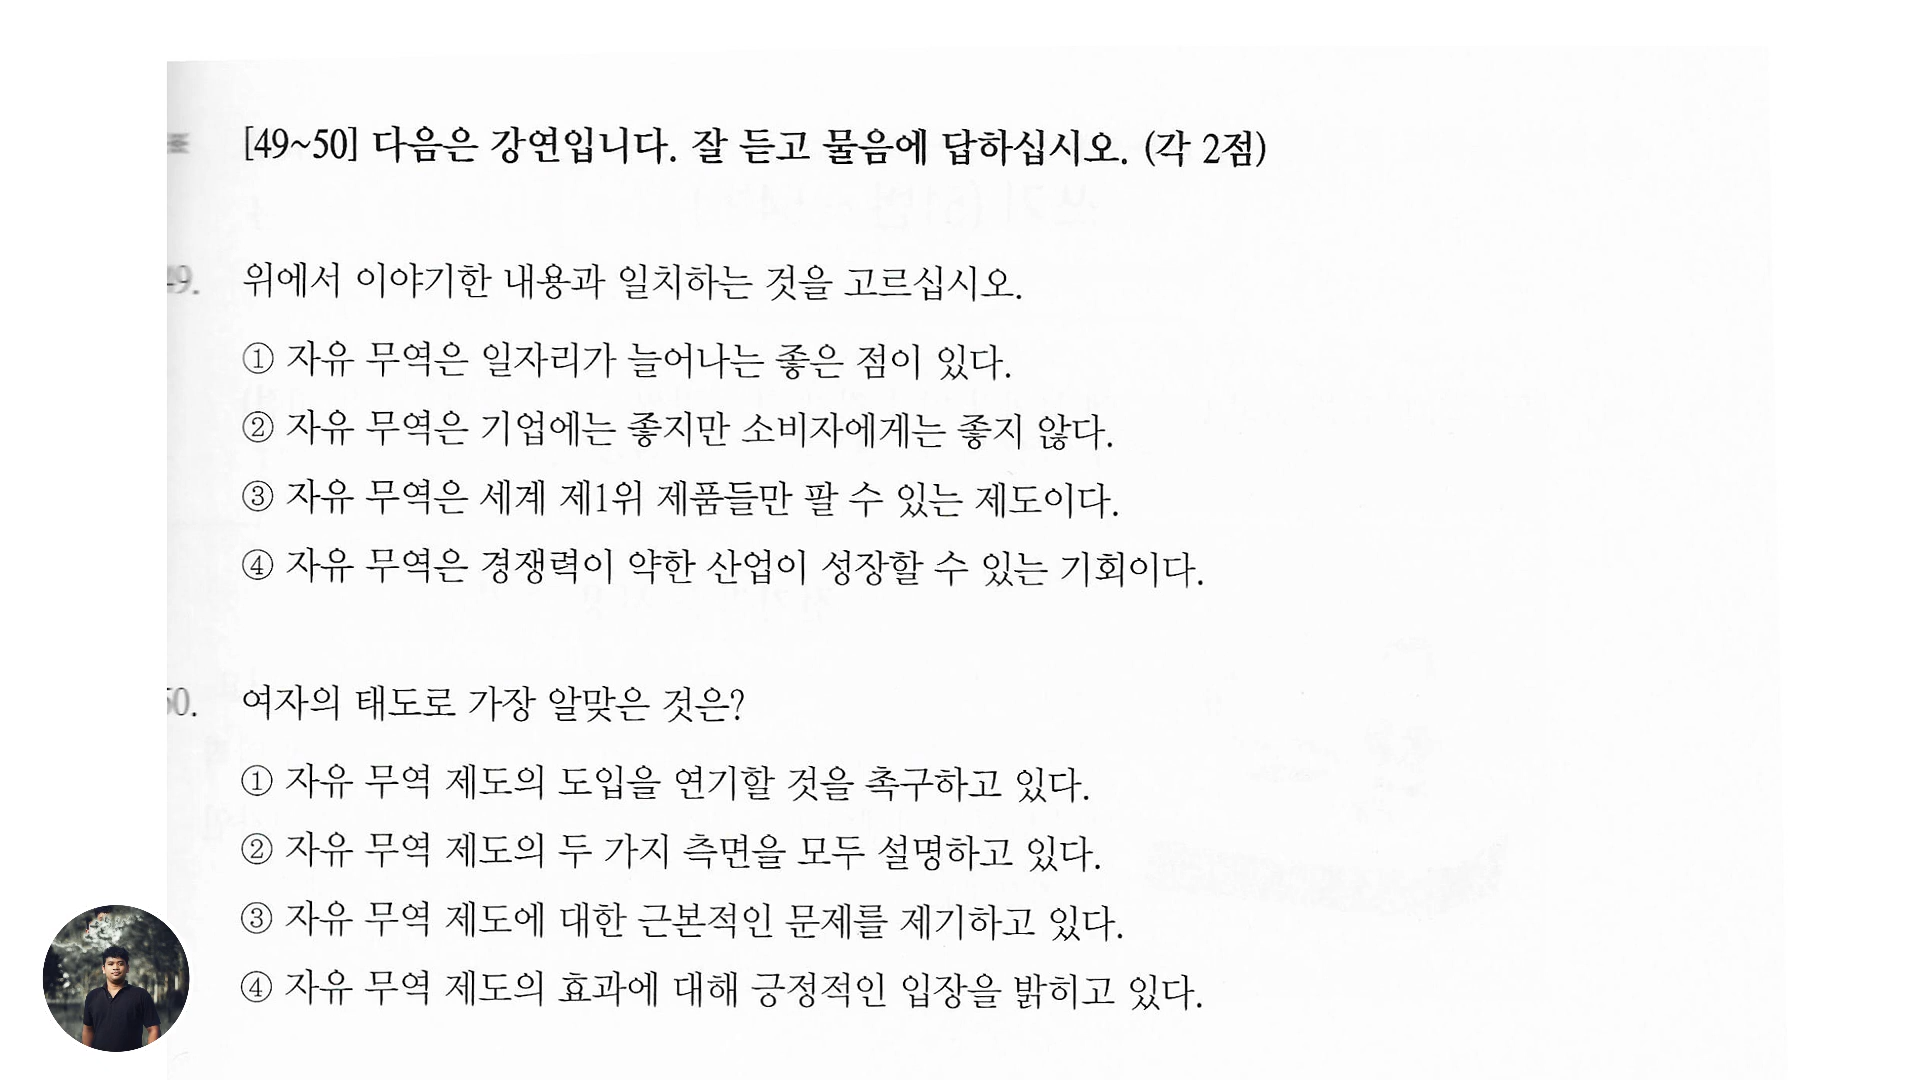 [49~50] 다음은 강연입니다. 잘 듣고 물음에 답하십시오. (각 2점)
49. 위에서 이야기한 내용과 일치하는 것을 고르십시오.
① 자유 무역은 일자리가 늘어나는 좋은 점이 있다.
② 자유 무역은 기업에는 좋지만 소비자에게는 좋지 않다.
③ 자유 무역은 세계 제1위 제품들만 팔 수 있는 제도이다.
④ 자유 무역은 경쟁력이 약한 산업이 성장할 수 있는 기회이다.
50. 여자의 태도로 가장 알맞은 것은?
① 자유 무역 제도의 도입을 연기할 것을 촉구하고 있다.
② 자유 무역 제도의 두 가지 측면을 모두 설명하고 있다.
③ 자유 무역 제도에 대한 근본적인 문제를 제기하고 있다.
④ 자유 무역 제도의 효과에 대해 긍정적인 입장을 밝히고 있다.